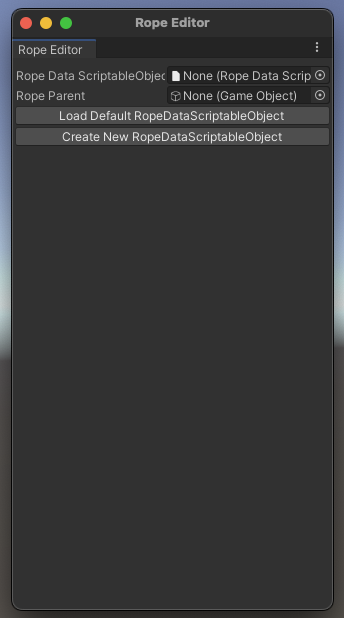 Rope Editor
Rope Editor
Rope Data ScriptableObjec None (Rope Data Scrip
Rope Parent None (Game Object)
Load Default RopeDataScriptableObject
Create New RopeDataScriptableObject